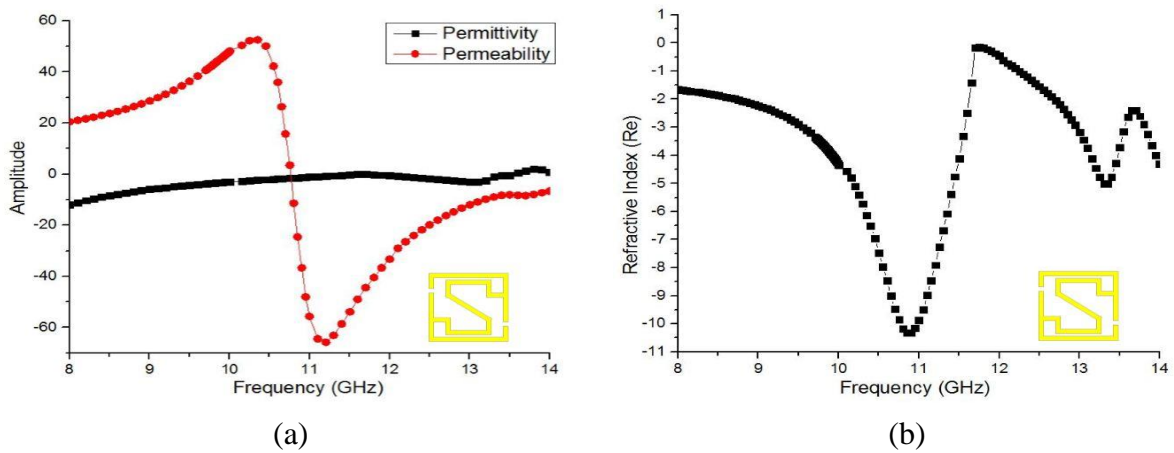 Permittivity
Permeability
Amplitude
60
40
20
0
-20
-40
-60
8 9 10 11 12 13 14
Frequency (GHz)
(a)
Refractive Index (Re)
1
0
-1
-2
-3
-4
-5
-6
-7
-8
-9
-10
-11
8 9 10 11 12 13 14
Frequency (GHz)
(b)